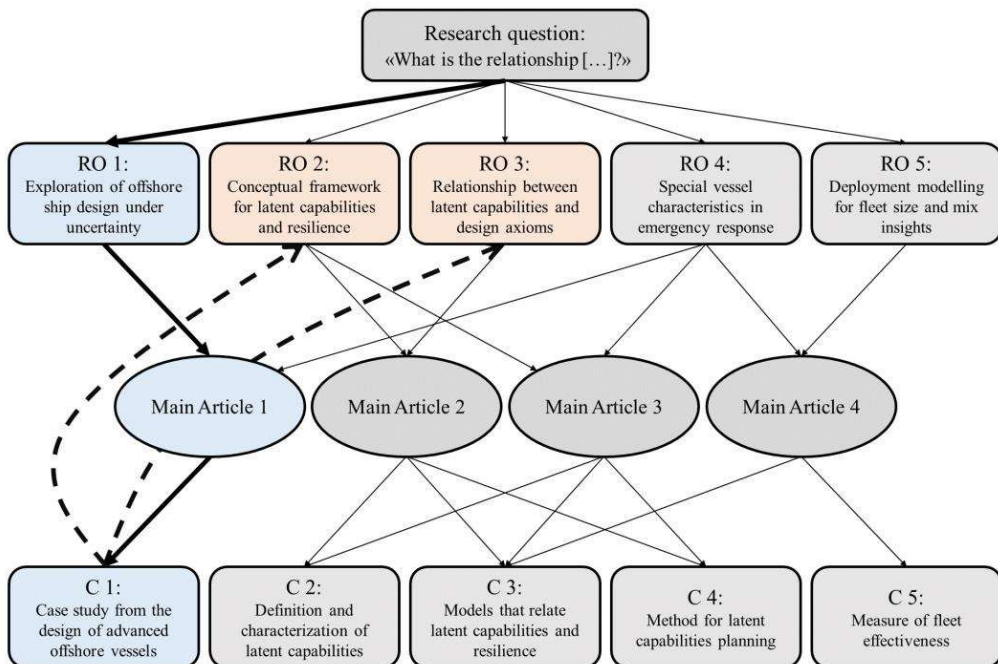 Research question:
«What is the relationship […]?»
RO 1:
Exploration of offshore
ship design under
uncertainty
RO 2:
Conceptual framework
for latent capabilities
and resilience
RO 3:
Relationship between
latent capabilities and
design axioms
RO 4:
Special vessel
characteristics in
emergency response
RO 5:
Deployment modelling
for fleet size and mix
insights
Main Article 1
Main Article 2
Main Article 3
Main Article 4
C 1:
Case study from the
design of advanced
offshore vessels
C 2:
Definition and
characterization of
latent capabilities
C 3:
Models that relate
latent capabilities and
resilience
C 4:
Method for latent
capabilities planning
C 5:
Measure of fleet
effectiveness